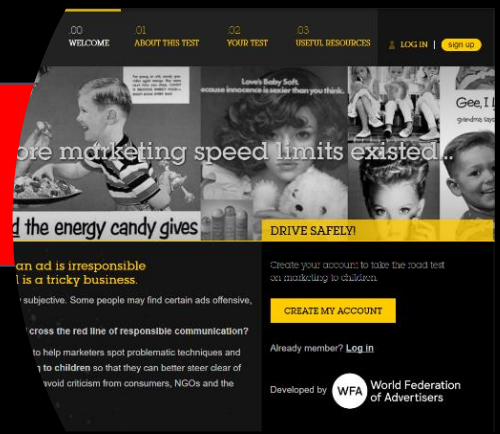 .00
WELCOME
.01
ABOUT THIS TEST
.02
YOUR TEST
.03
USEFUL RESOURCES
LOG IN | sign up
Love's Baby Soft.
ecause innocence is sexier than you think.
Gee, I l
grandma says
ore marketing speed limits existed...
d the energy candy gives
DRIVE SAFELY!
an ad is irresponsible
l is a tricky business.
subjective. Some people may find certain ads offensive,
cross the red line of responsible communication?
to help marketers spot problematic techniques and
g to children so that they can better steer clear of
avoid criticism from consumers, NGOs and the
Create your account to take the road test
on marketing to children.
CREATE MY ACCOUNT
Already member? Log in
Developed by WFA World Federation
of Advertisers